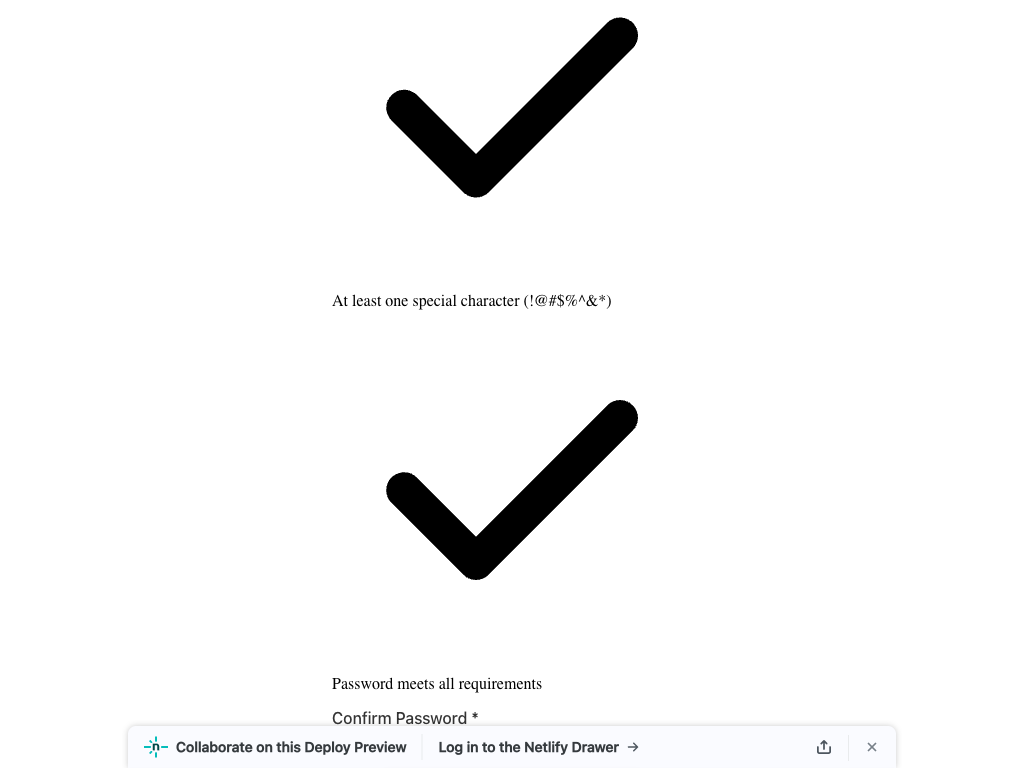 At least one special character (!@#$%^&*)
Password meets all requirements
Confirm Password *
Collaborate on this Deploy Preview
Log in to the Netlify Drawer →